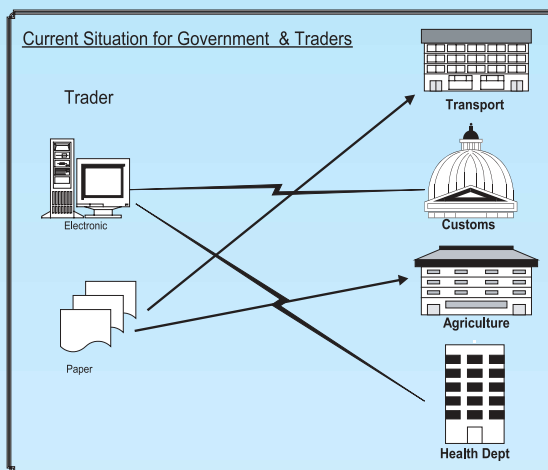 Current Situation for Government & Traders
Trader
Transport
Electronic
Customs
Agriculture
Paper
Health Dept